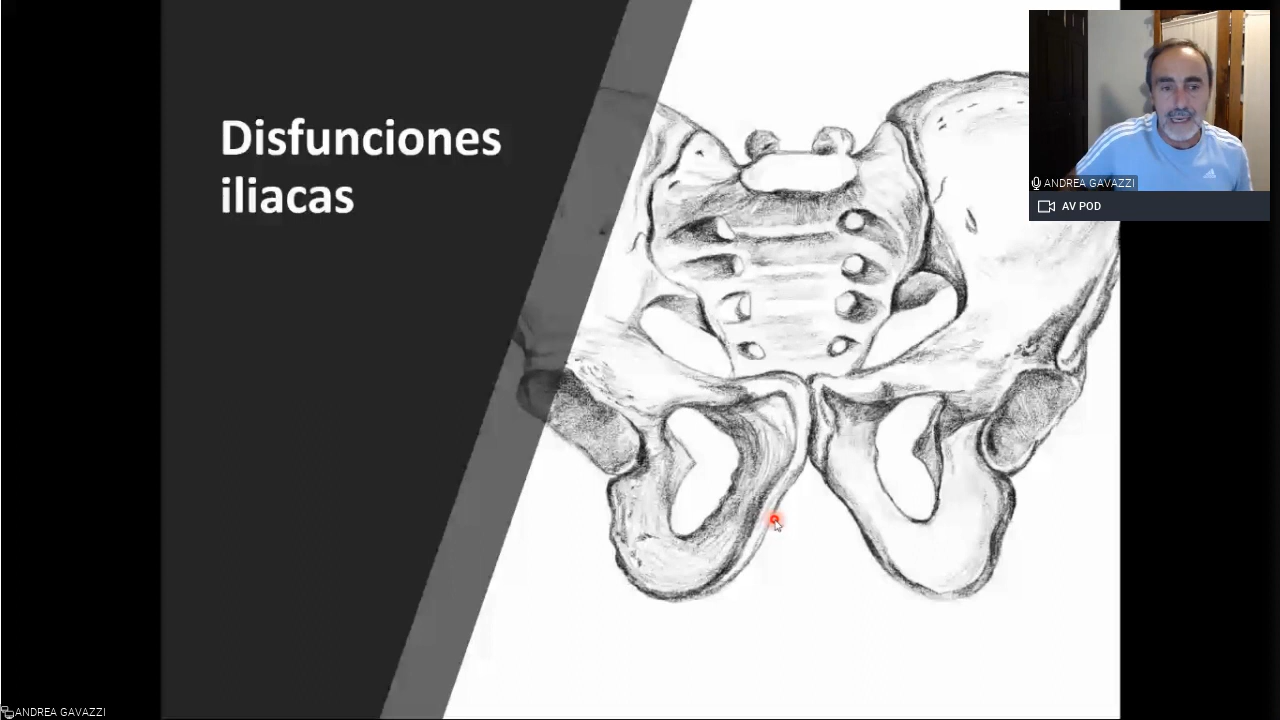 Disfunciones
iliacas
ANDREA GAVAZZI
AV POD
ANDREA GAVAZZI